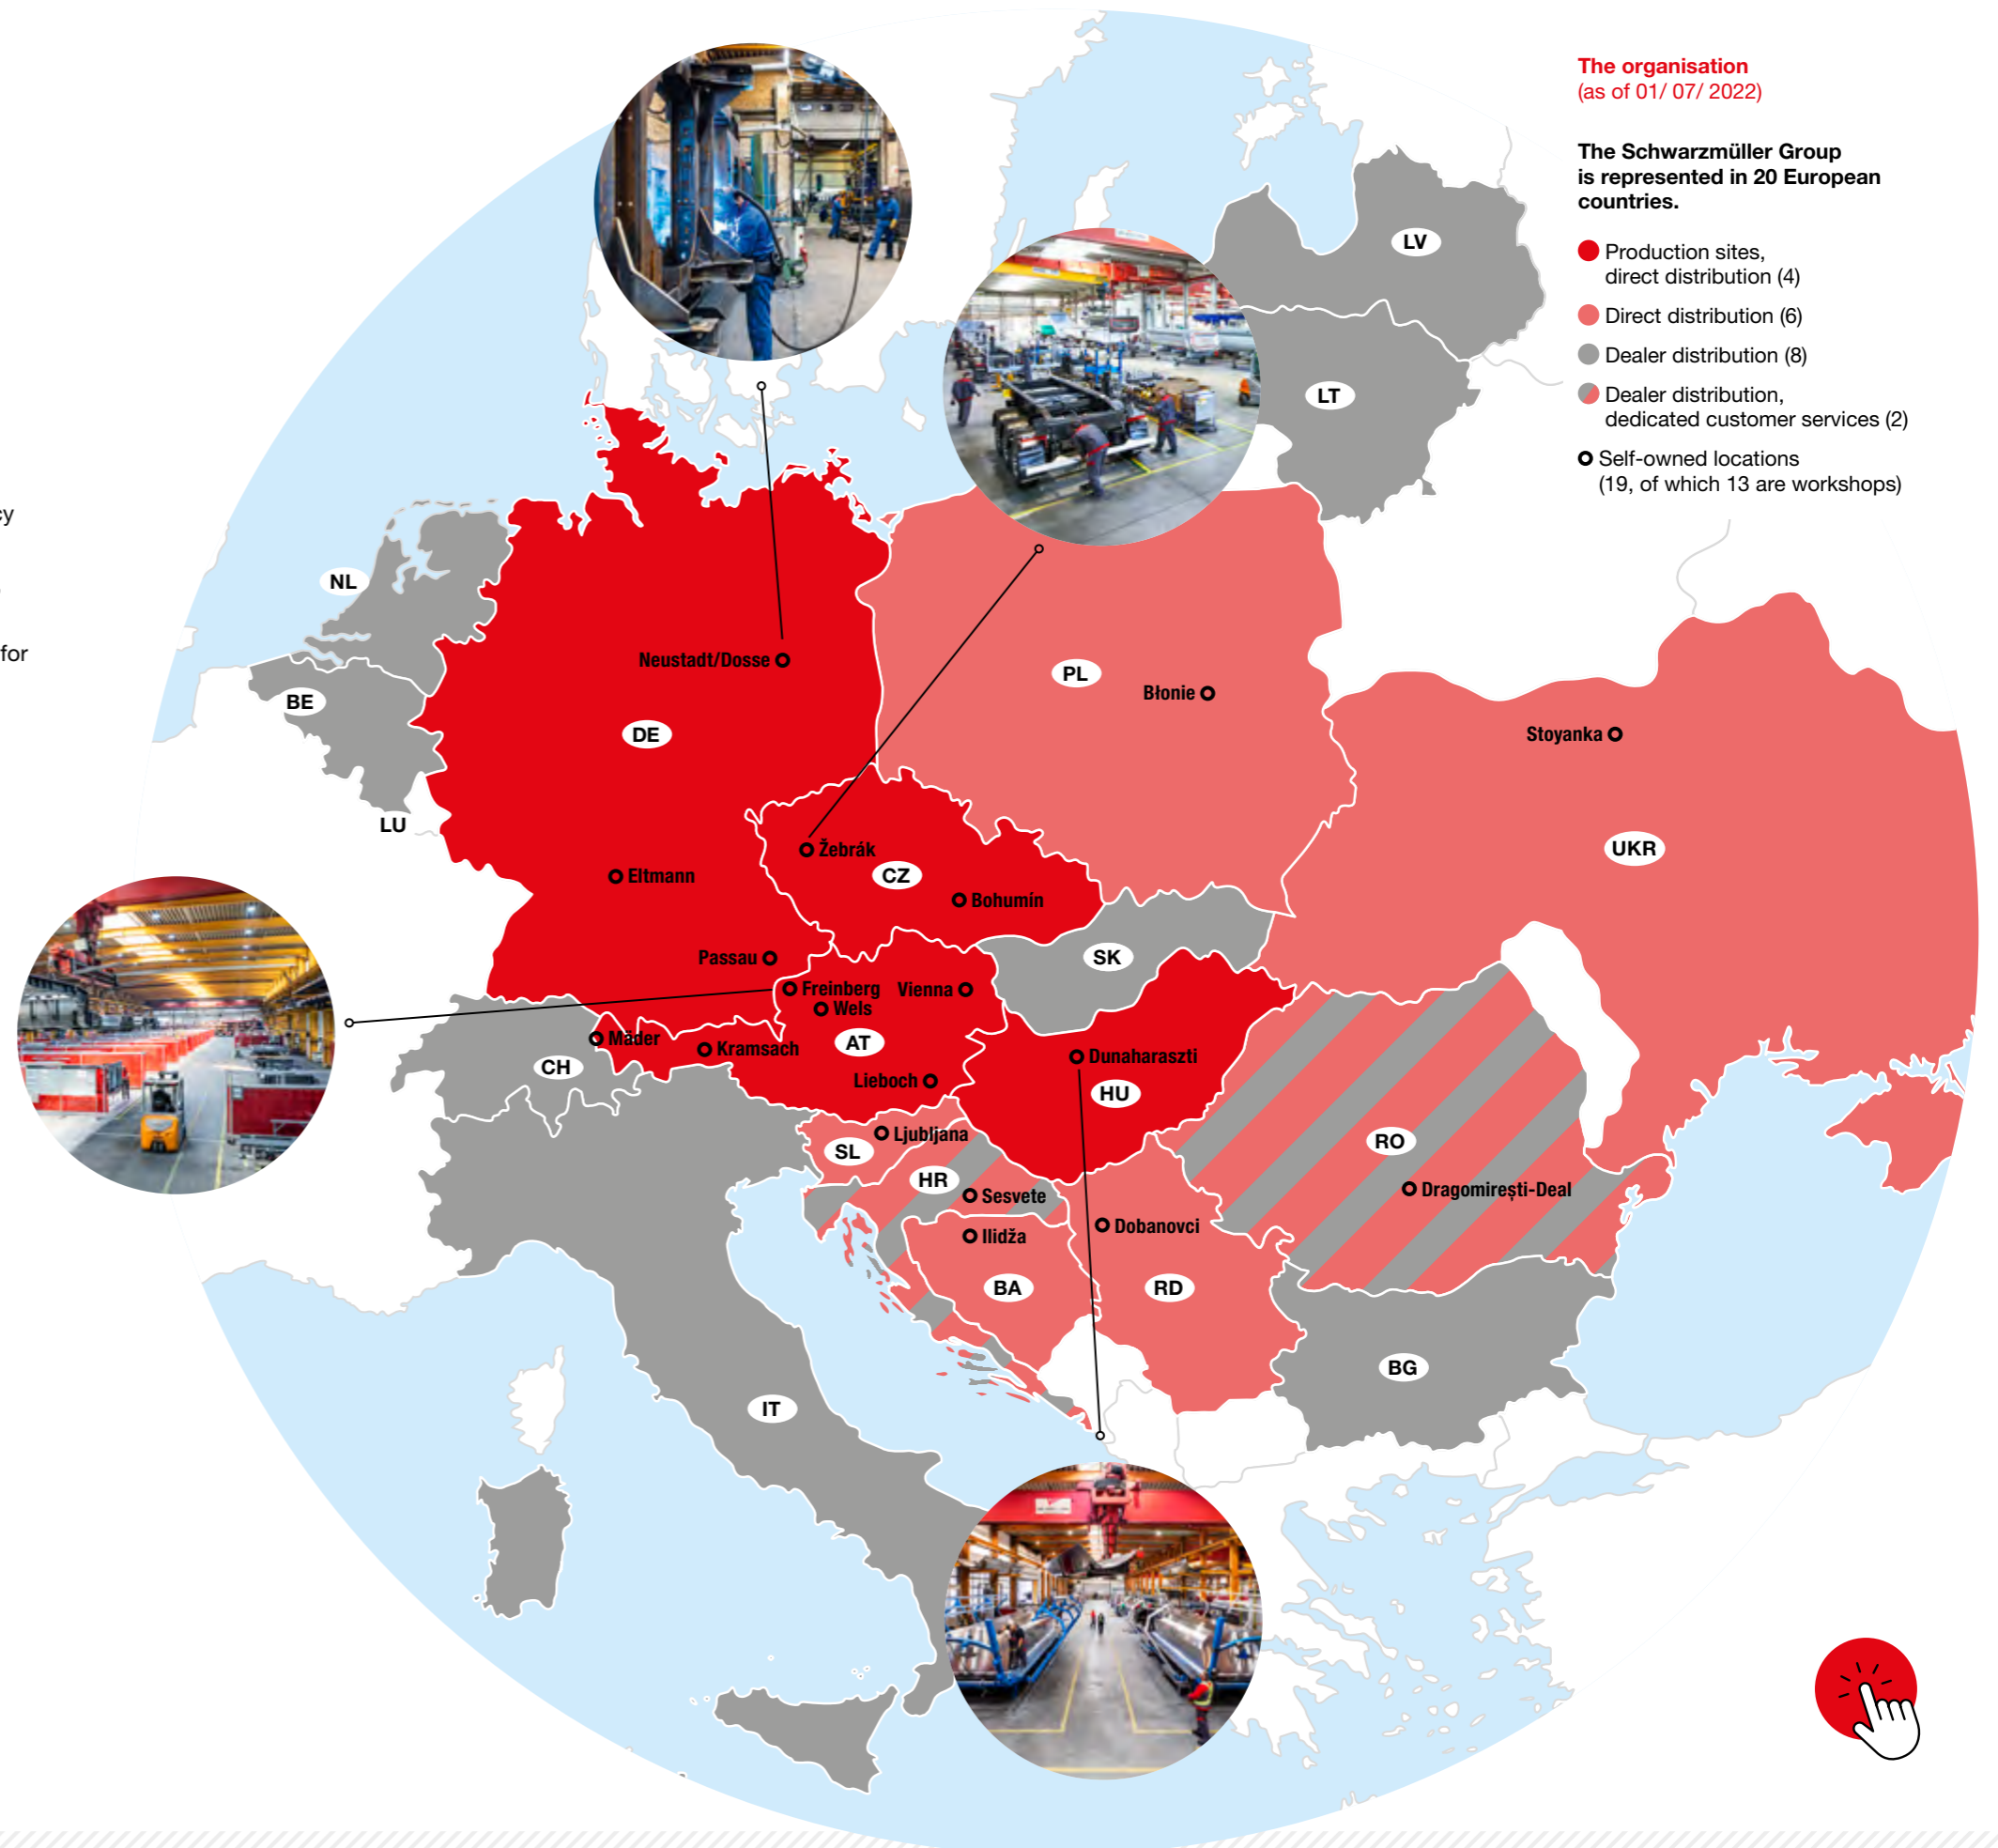 The organisation
(as of 01/ 07/ 2022)
The Schwarzmüller Group
is represented in 20 European
countries.
Production sites,
direct distribution (4)
Direct distribution (6)
Dealer distribution (8)
Dealer distribution,
dedicated customer services (2)
Self-owned locations
(19, of which 13 are workshops)
cy
for
LV
LT
NL
BE
LU
DE
Neustadt/Dosse
Eltmann
Passau
PL
Błonie
Stoyanka
UKR
Žebrák
CZ
Bohumín
SK
Freinberg
Vienna
Wels
Mäder
Kramsach
AT
Lieboch
CH
Dunaharaszti
HU
Ljubljana
SL
HR
Sesvete
Ilidža
BA
Dobanovci
RD
RO
Dragomirești-Deal
BG
IT